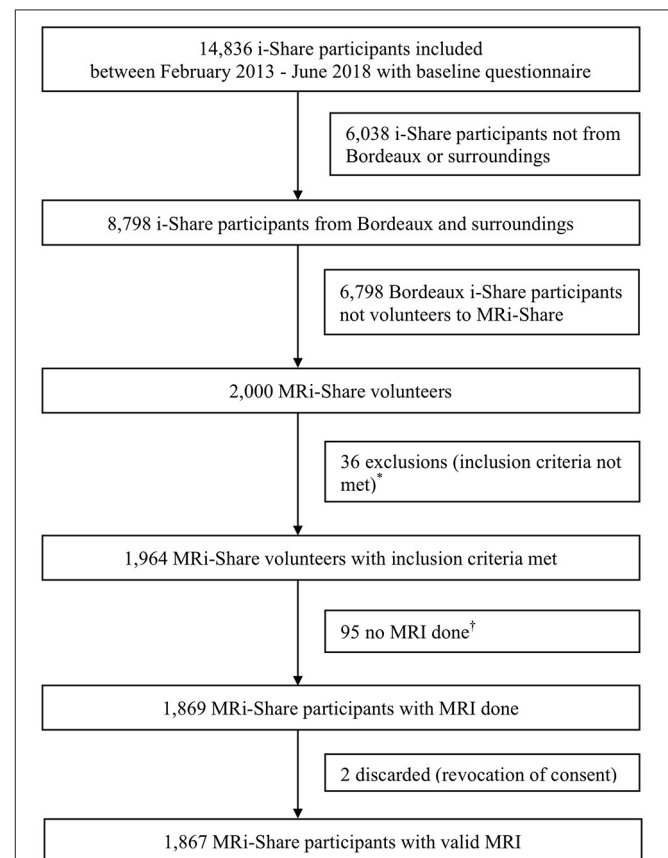 14,836 i-Share participants included
between February 2013 - June 2018 with baseline questionnaire
6,038 i-Share participants not from
Bordeaux or surroundings
8,798 i-Share participants from Bordeaux and surroundings
6,798 Bordeaux i-Share participants
not volunteers to MRi-Share
2,000 MRi-Share volunteers
36 exclusions (inclusion criteria not
met)*
1,964 MRi-Share volunteers with inclusion criteria met
95 no MRI done†
1,869 MRi-Share participants with MRI done
2 discarded (revocation of consent)
1,867 MRi-Share participants with valid MRI